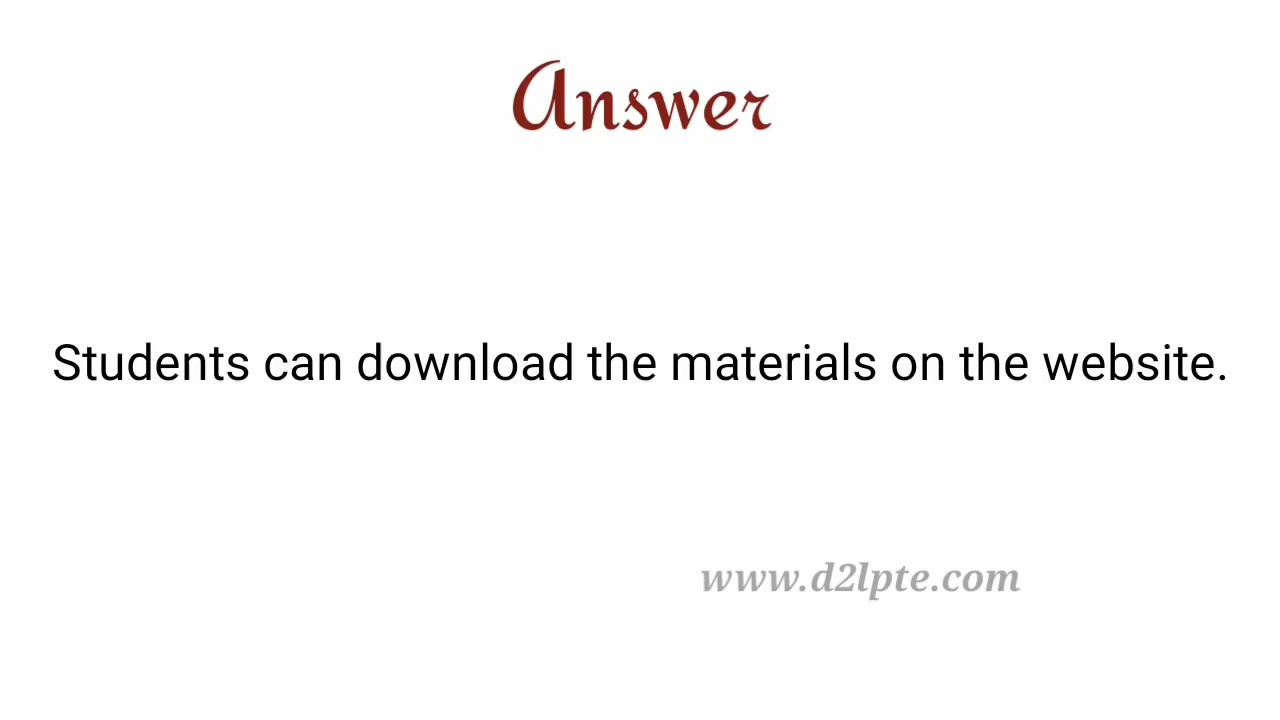 Answer
Students can download the materials on the website.
www.d2lpte.com